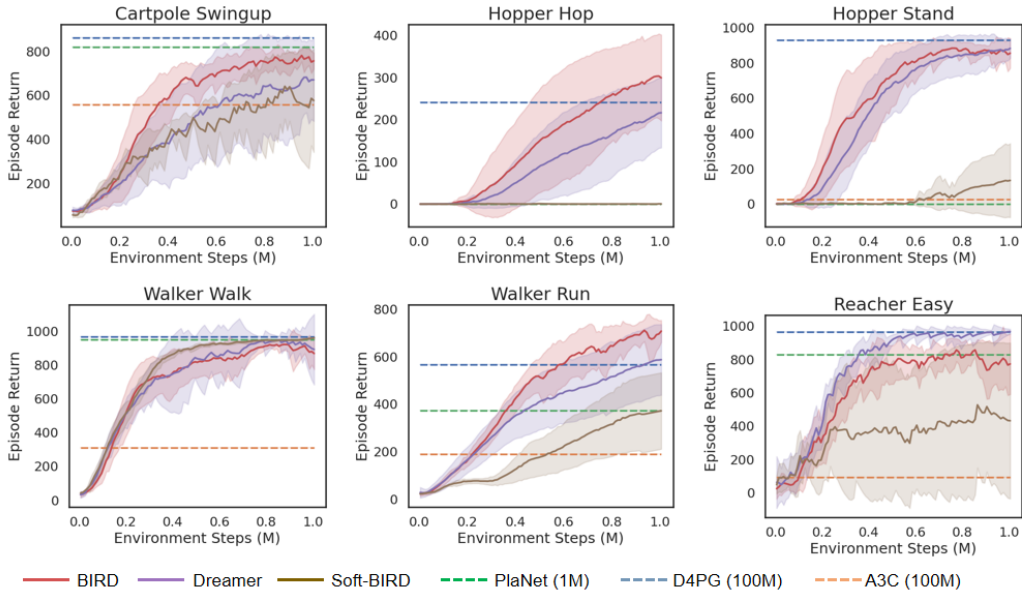 Cartpole Swingup
Episode Return
800
600
400
200
0.0 0.2 0.4 0.6 0.8 1.0
Environment Steps (M)
Hopper Hop
Episode Return
400
300
200
100
0
0.0 0.2 0.4 0.6 0.8 1.0
Environment Steps (M)
Hopper Stand
Episode Return
1000
800
600
400
200
0
0.0 0.2 0.4 0.6 0.8 1.0
Environment Steps (M)
Walker Walk
Episode Return
1000
800
600
400
200
0
0.0 0.2 0.4 0.6 0.8 1.0
Environment Steps (M)
Walker Run
Episode Return
800
600
400
200
0
0.0 0.2 0.4 0.6 0.8 1.0
Environment Steps (M)
Reacher Easy
Episode Return
1000
800
600
400
200
0
0.0 0.2 0.4 0.6 0.8 1.0
Environment Steps (M)
BIRD Dreamer Soft-BIRD PlaNet (1M) D4PG (100M) A3C (100M)